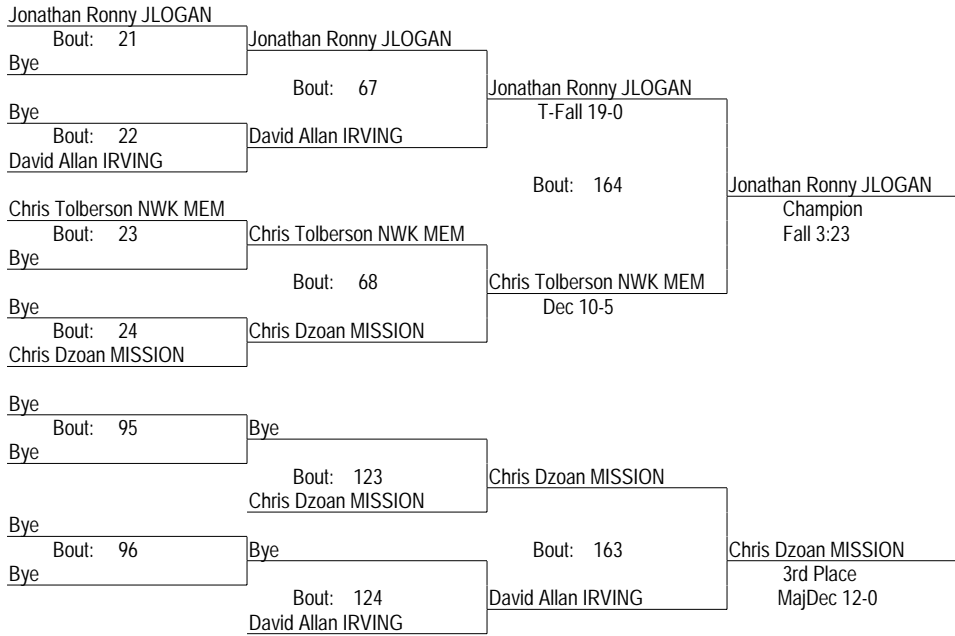 Jonathan Ronny JLOGAN
Bout: 21
Jonathan Ronny JLOGAN
Bye
Bout: 67
Jonathan Ronny JLOGAN
Bye
T-Fall 19-0
Bout: 22
David Allan IRVING
David Allan IRVING
Bout: 164
Jonathan Ronny JLOGAN
Chris Tolberson NWK MEM
Champion
Bout: 23
Chris Tolberson NWK MEM
Fall 3:23
Bye
Bout: 68
Chris Tolberson NWK MEM
Bye
Dec 10-5
Bout: 24
Chris Dzoan MISSION
Chris Dzoan MISSION
Bye
Bout: 95
Bye
Bye
Bout: 123
Chris Dzoan MISSION
Chris Dzoan MISSION
Bye
Bout: 96
Bye
Bout: 163
Chris Dzoan MISSION
Bye
3rd Place
Bout: 124
David Allan IRVING
MajDec 12-0
David Allan IRVING